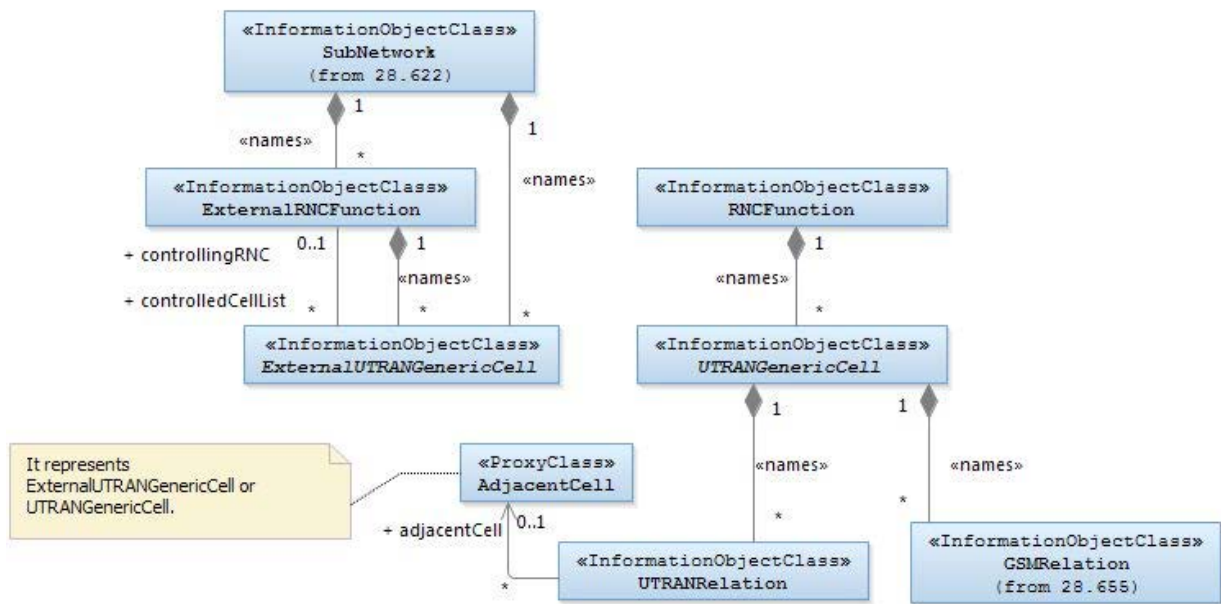 «InformationObjectClass»
SubNetwork
(from 28.622)
1
1
«names»
*
«names»
«InformationObjectClass»
ExternalRNCFunction
«InformationObjectClass»
RNCFunction
+ controllingRNC
0..1
1
1
«names»
«names»
+ controlledCellList
*
*
*
*
«InformationObjectClass»
ExternalUTRANGenericCell
«InformationObjectClass»
UTRANGenericCell
1
1
It represents
ExternalUTRANGenericCell or
UTRANGenericCell.
«ProxyClass»
AdjacentCell
«names»
«names»
+ adjacentCell
0..1
*
*
*
«InformationObjectClass»
UTRANRelation
«InformationObjectClass»
GSMRelation
(from 28.655)